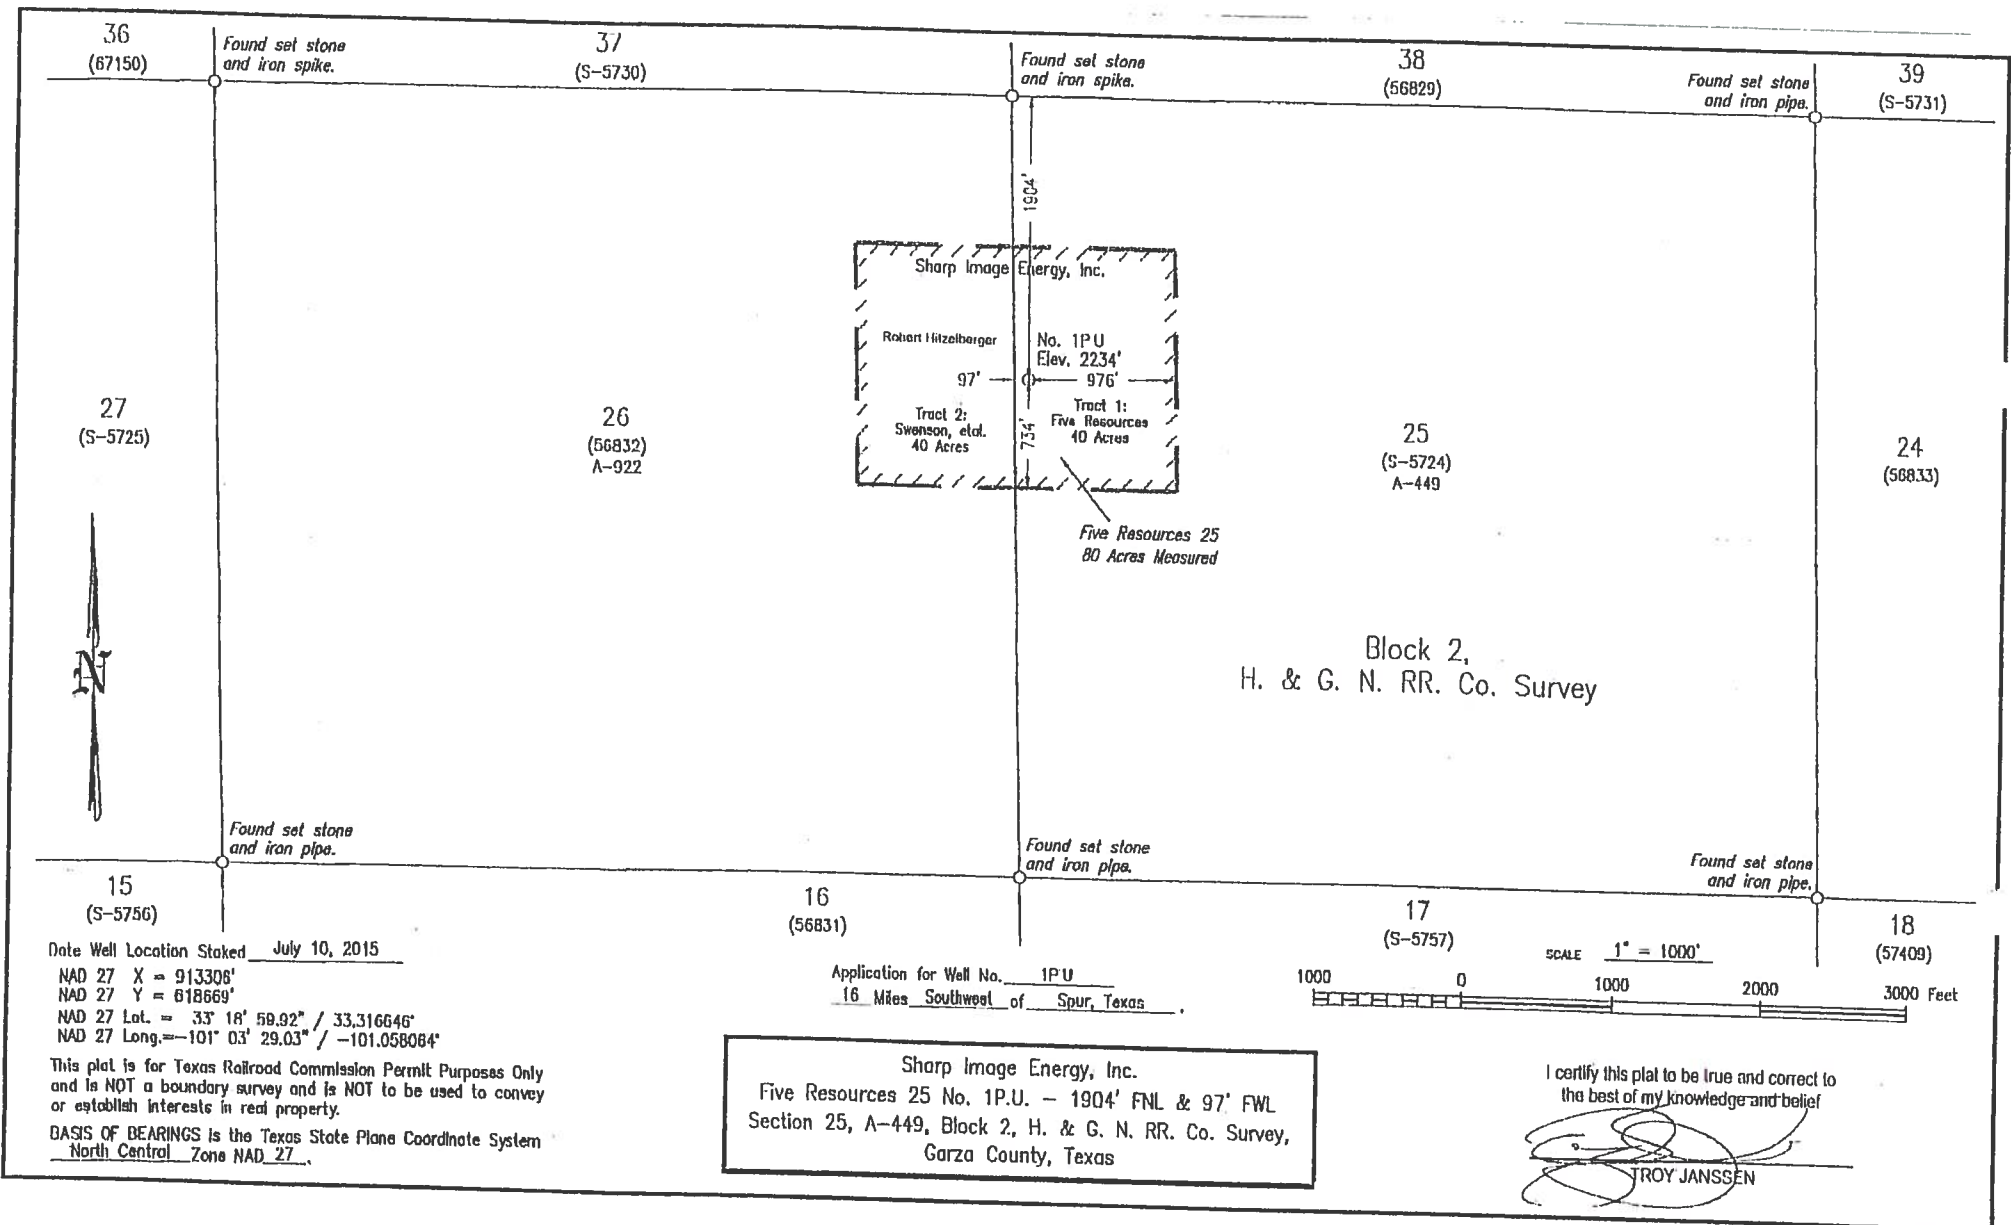 36
(67150)
Found set stone
and iron spike.
37
(S-5730)
Found set stone
and iron spike.
38
(56829)
Found set stone
and iron pipe.
39
(S-5731)
1904'
Sharp Image Energy, Inc.
Robert Hitzelberger
No. 1PU
Elev. 2234'
97'
976'
Tract 2:
Swenson, etal.
40 Acres
734'
Tract 1:
Five Resources
40 Acres
27
(S-5725)
26
(56832)
A-922
25
(S-5724)
A-449
24
(56833)
Five Resources 25
80 Acres Measured
N
Block 2,
H. & G. N. RR. Co. Survey
Found set stone
and iron pipe.
Found set stone
and iron pipe.
Found set stone
and iron pipe.
15
(S-5756)
16
(56831)
17
(S-5757)
18
(57409)
Date Well Location Staked July 10, 2015
NAD 27 X = 913306'
NAD 27 Y = 618669'
NAD 27 Lat. = 33° 18' 59.92" / 33.316646°
NAD 27 Long.=-101° 03' 29.03" / -101.058064°
This plat is for Texas Railroad Commission Permit Purposes Only
and is NOT a boundary survey and is NOT to be used to convey
or establish interests in real property.
BASIS OF BEARINGS is the Texas State Plane Coordinate System
North Central Zone NAD 27.
Application for Well No. 1PU
16 Miles Southwest of Spur, Texas.
SCALE 1" = 1000'
1000 0 1000 2000 3000 Feet
Sharp Image Energy, Inc.
Five Resources 25 No. 1P.U. - 1904' FNL & 97' FWL
Section 25, A-449, Block 2, H. & G. N. RR. Co. Survey,
Garza County, Texas
I certify this plat to be true and correct to
the best of my knowledge and belief
TROY JANSSEN